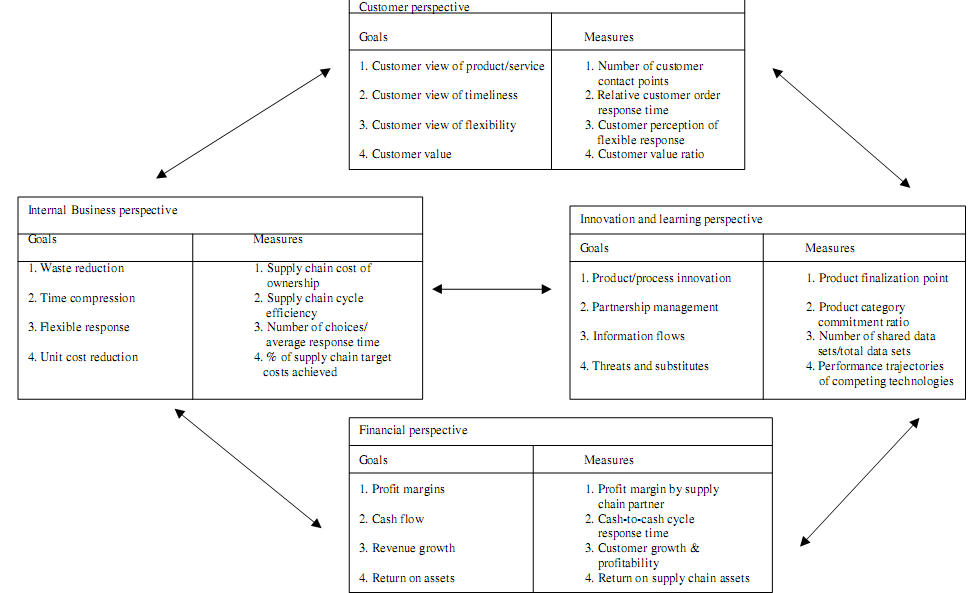 Customer perspective
Goals
Measures
1. Customer view of product/service
2. Customer view of timeliness
3. Customer view of flexibility
4. Customer value
1. Number of customer
contact points
2. Relative customer order
response time
3. Customer perception of
flexible response
4. Customer value ratio
Internal Business perspective
Goals
Measures
1. Waste reduction
2. Time compression
3. Flexible response
4. Unit cost reduction
1. Supply chain cost of
ownership
2. Supply chain cycle
efficiency
3. Number of choices/
average response time
4. % of supply chain target
costs achieved
Innovation and learning perspective
Goals
Measures
1. Product/process innovation
2. Partnership management
3. Information flows
4. Threats and substitutes
1. Product finalization point
2. Product category
commitment ratio
3. Number of shared data
sets/total data sets
4. Performance trajectories
of competing technologies
Financial perspective
Goals
Measures
1. Profit margins
2. Cash flow
3. Revenue growth
4. Return on assets
1. Profit margin by supply
chain partner
2. Cash-to-cash cycle
response time
3. Customer growth &
profitability
4. Return on supply chain assets